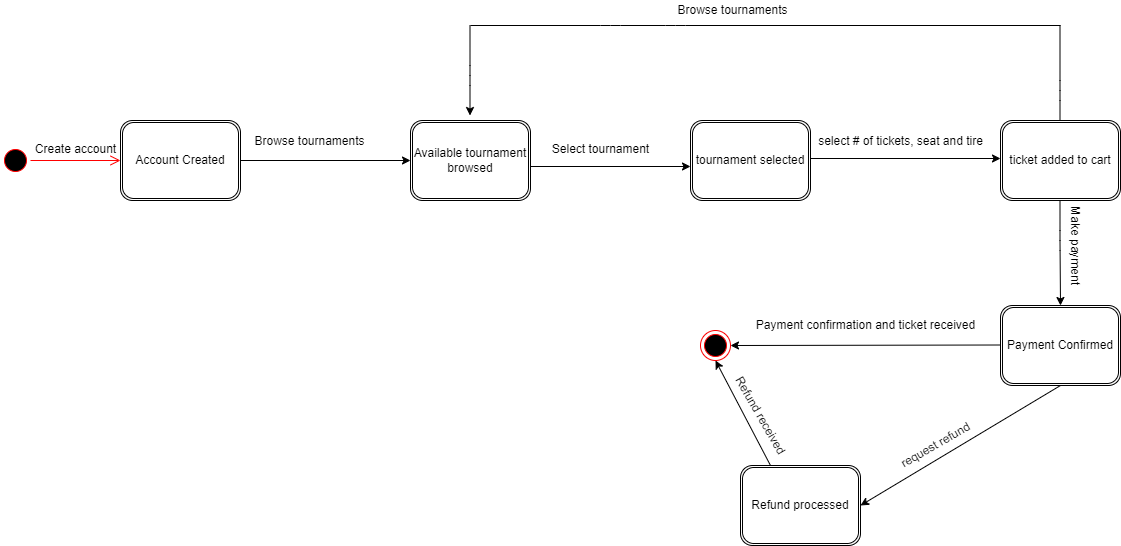 Browse tournaments
Create account
Account Created
Browse tournaments
Available tournament
browsed
Select tournament
tournament selected
select # of tickets, seat and tire
ticket added to cart
Make payment
Payment confirmation and ticket received
Payment Confirmed
Refund received
request refund
Refund processed